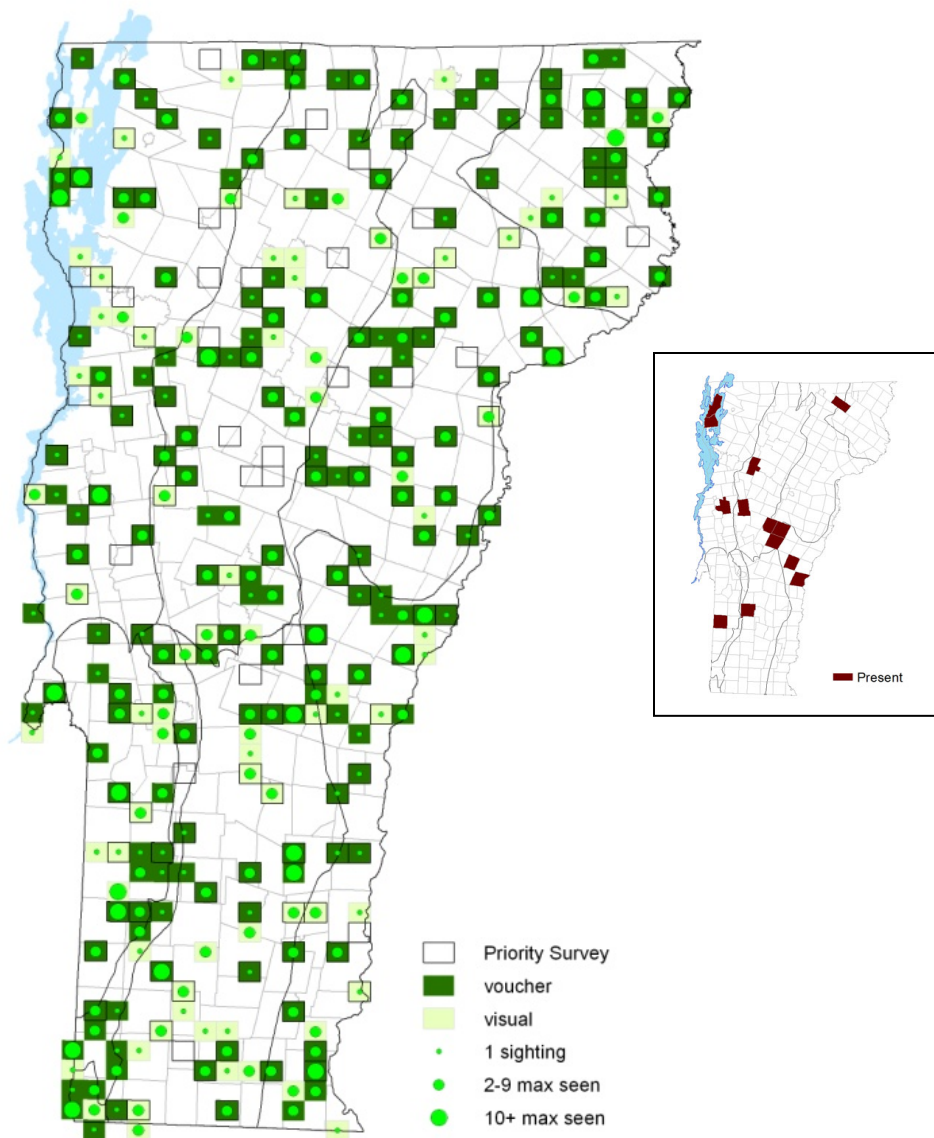 Present
Priority Survey
voucher
visual
1 sighting
2-9 max seen
10+ max seen